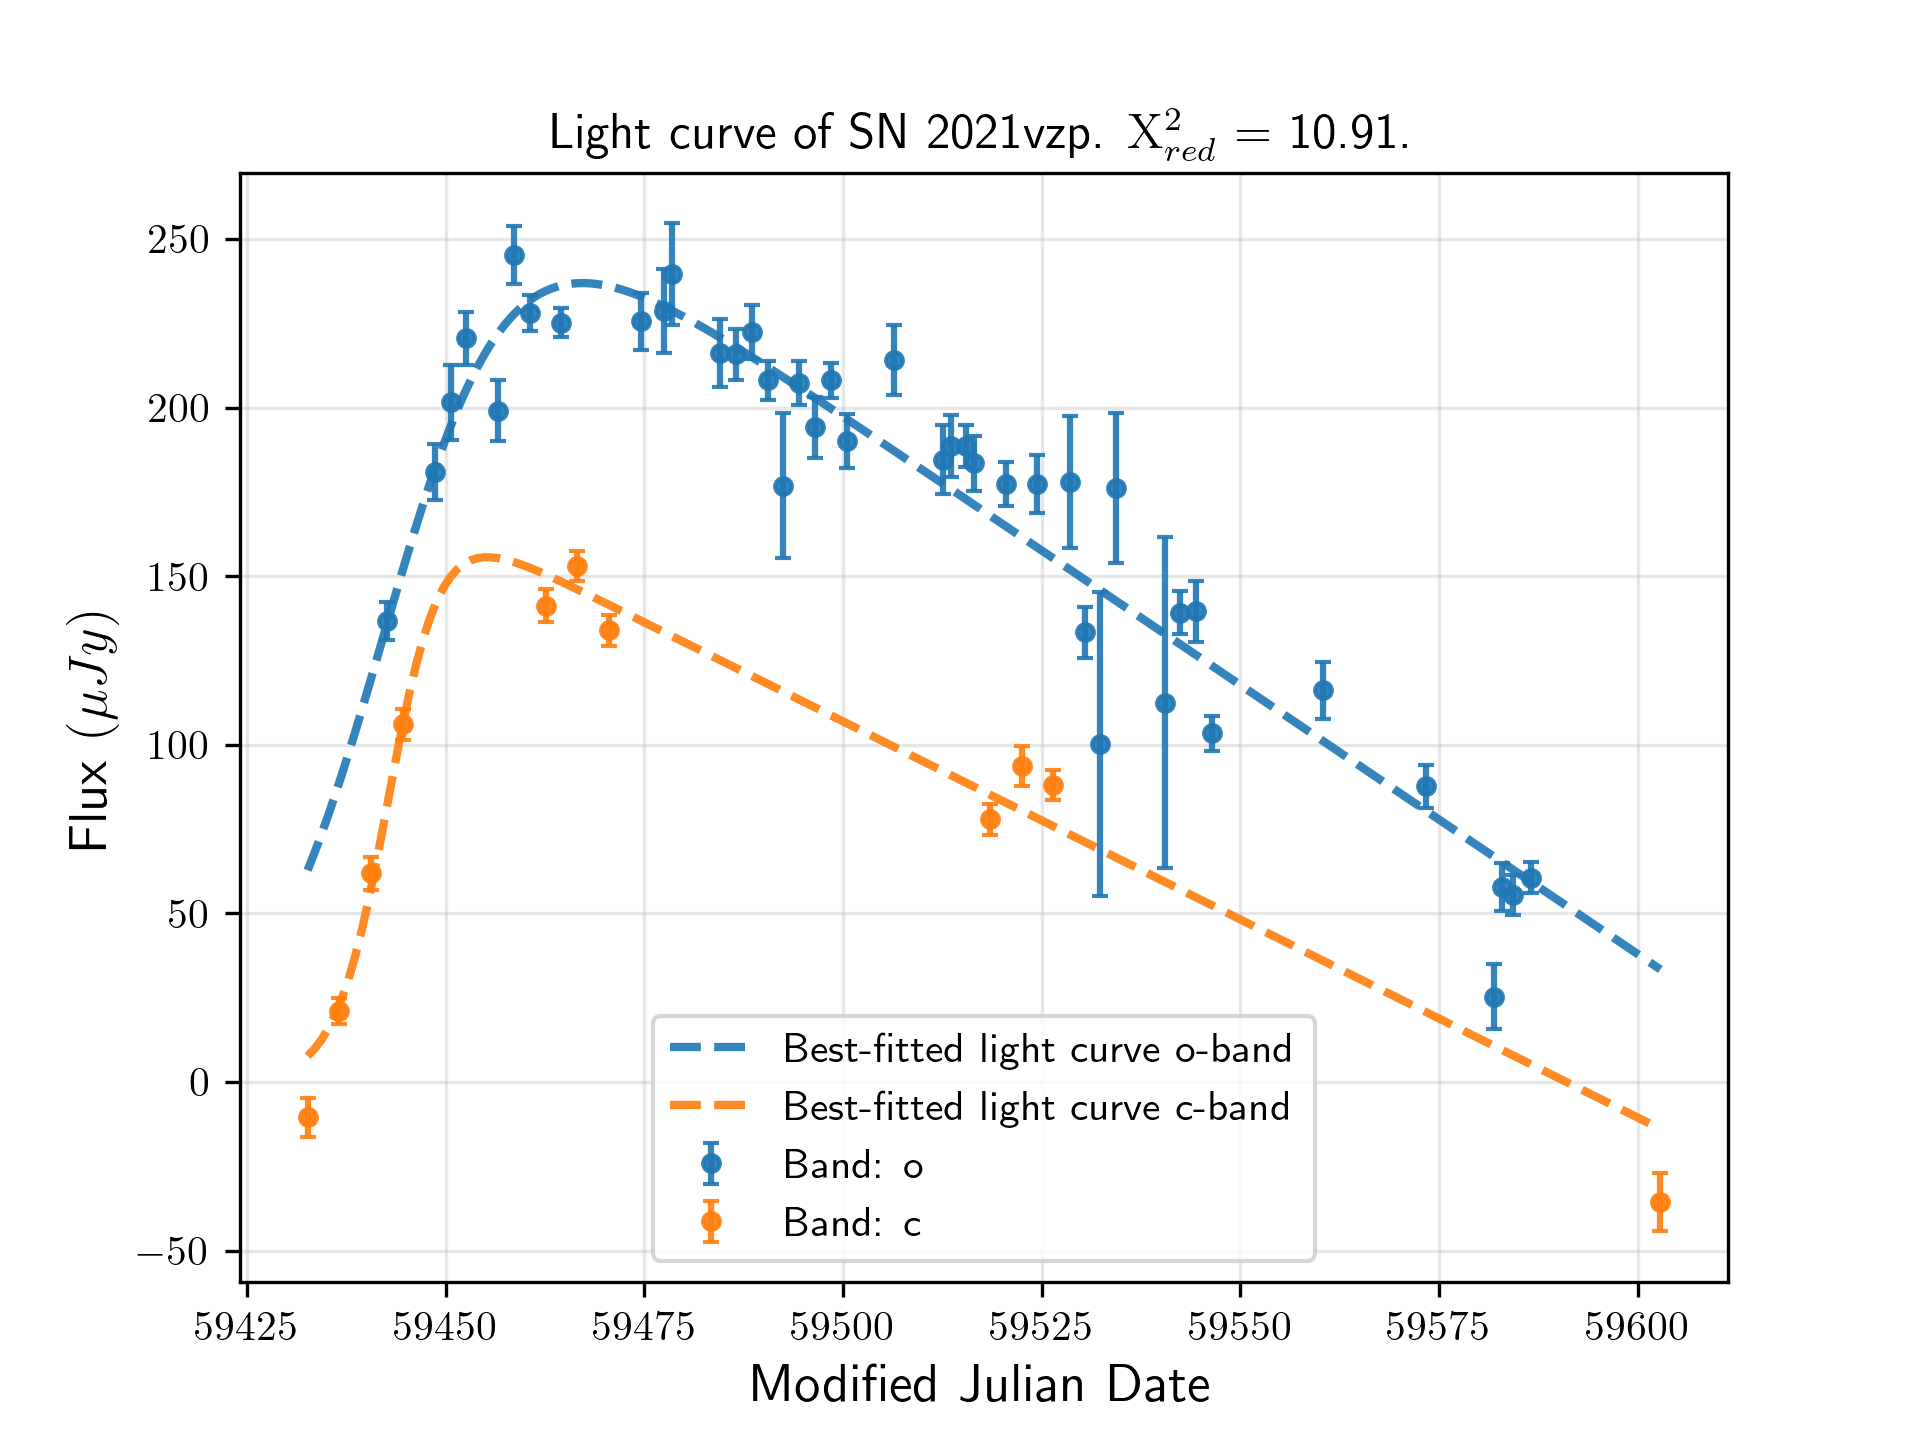 Light curve of SN 2021vzp. X²_red = 10.91.
250
200
150
100
50
0
−50
Flux (μJy)
Best-fitted light curve o-band
Best-fitted light curve c-band
Band: o
Band: c
59425 59450 59475 59500 59525 59550 59575 59600
Modified Julian Date